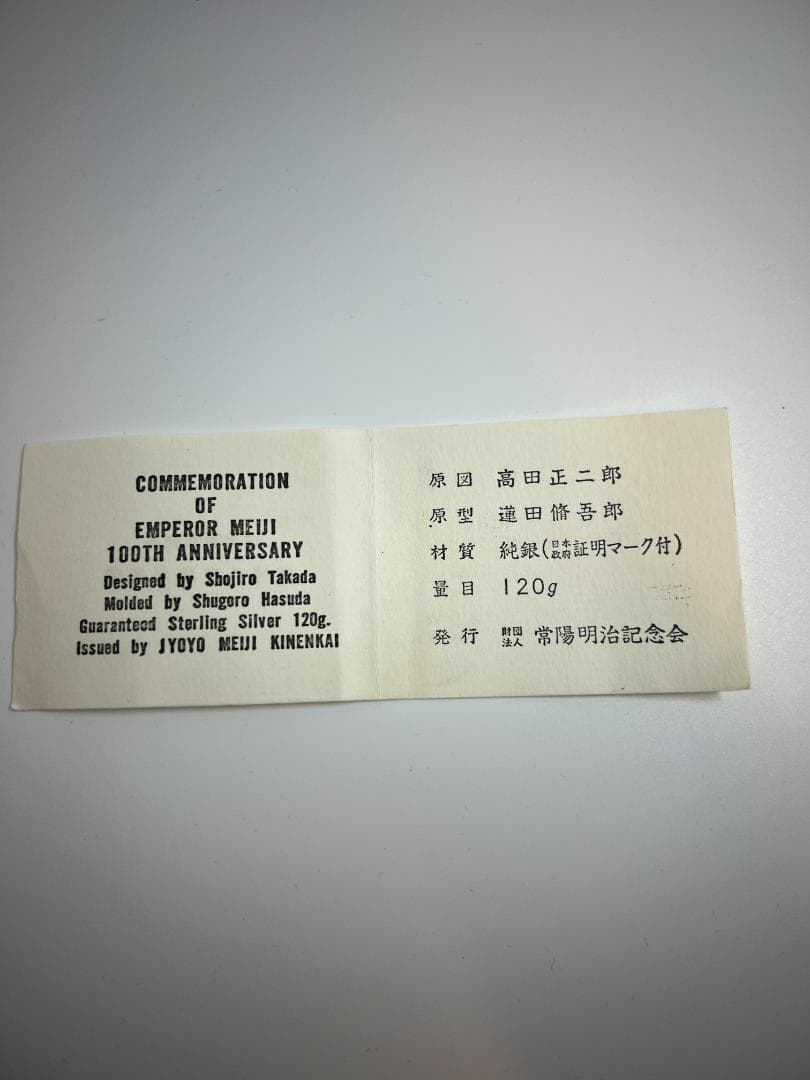 COMMEMORATION
OF
EMPEROR MEIJI
100TH ANNIVERSARY
Designed by Shojiro Takada
Molded by Shugoro Hasuda
Guaranteed Sterling Silver 120g.
Issued by JYOYO MEIJI KINENKAI
原図 高田正二郎
原型 蓮田脩吾郎
材質 純銀(日本政府証明マーク付)
量目 120g
発行 財団法人 常陽明治記念会